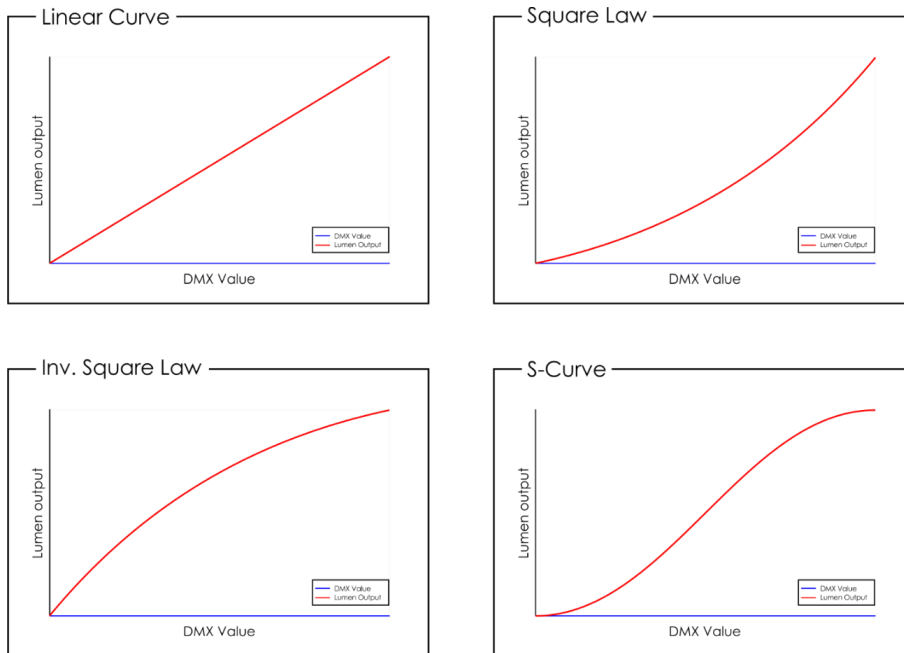 Linear Curve
Lumen output
DMX Value
Lumen Output
DMX Value
Square Law
Lumen output
DMX Value
Lumen Output
DMX Value
Inv. Square Law
Lumen output
DMX Value
Lumen Output
DMX Value
S-Curve
Lumen output
DMX Value
Lumen Output
DMX Value